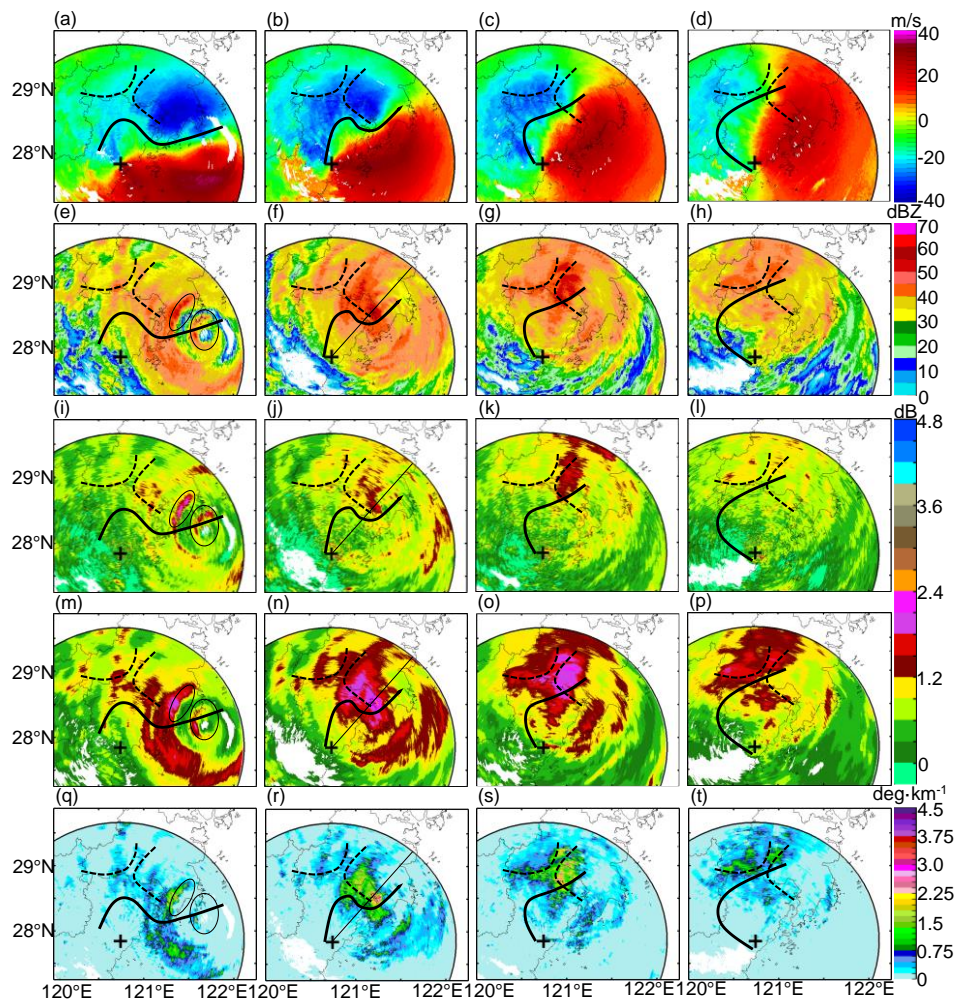 (a) (b) (c) (d) m/s
29°N 28°N 40 20 0 -20 -40
(e) (f) (g) (h) dBZ
29°N 28°N 70 60 50 40 30 20 10 0
(i) (j) (k) (l) dB
29°N 28°N 4.8 3.6 2.4 1.2 0
(m) (n) (o) (p)
29°N 28°N
(q) (r) (s) (t) deg·km⁻¹
29°N 28°N 4.5 3.75 3.0 2.25 1.5 0.75 0
120°E 121°E 122°E 120°E 121°E 122°E 120°E 121°E 122°E 120°E 121°E 122°E